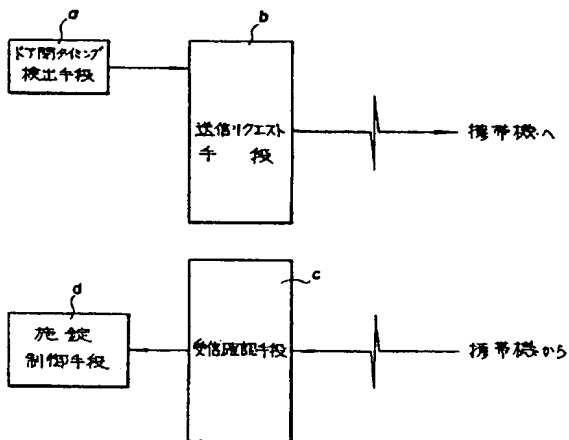 a
b
ドア閉タイミング
検出手段
送信リクエスト
手段
携帯機へ
c
d
施錠
制御手段
受信確認手段
携帯機から